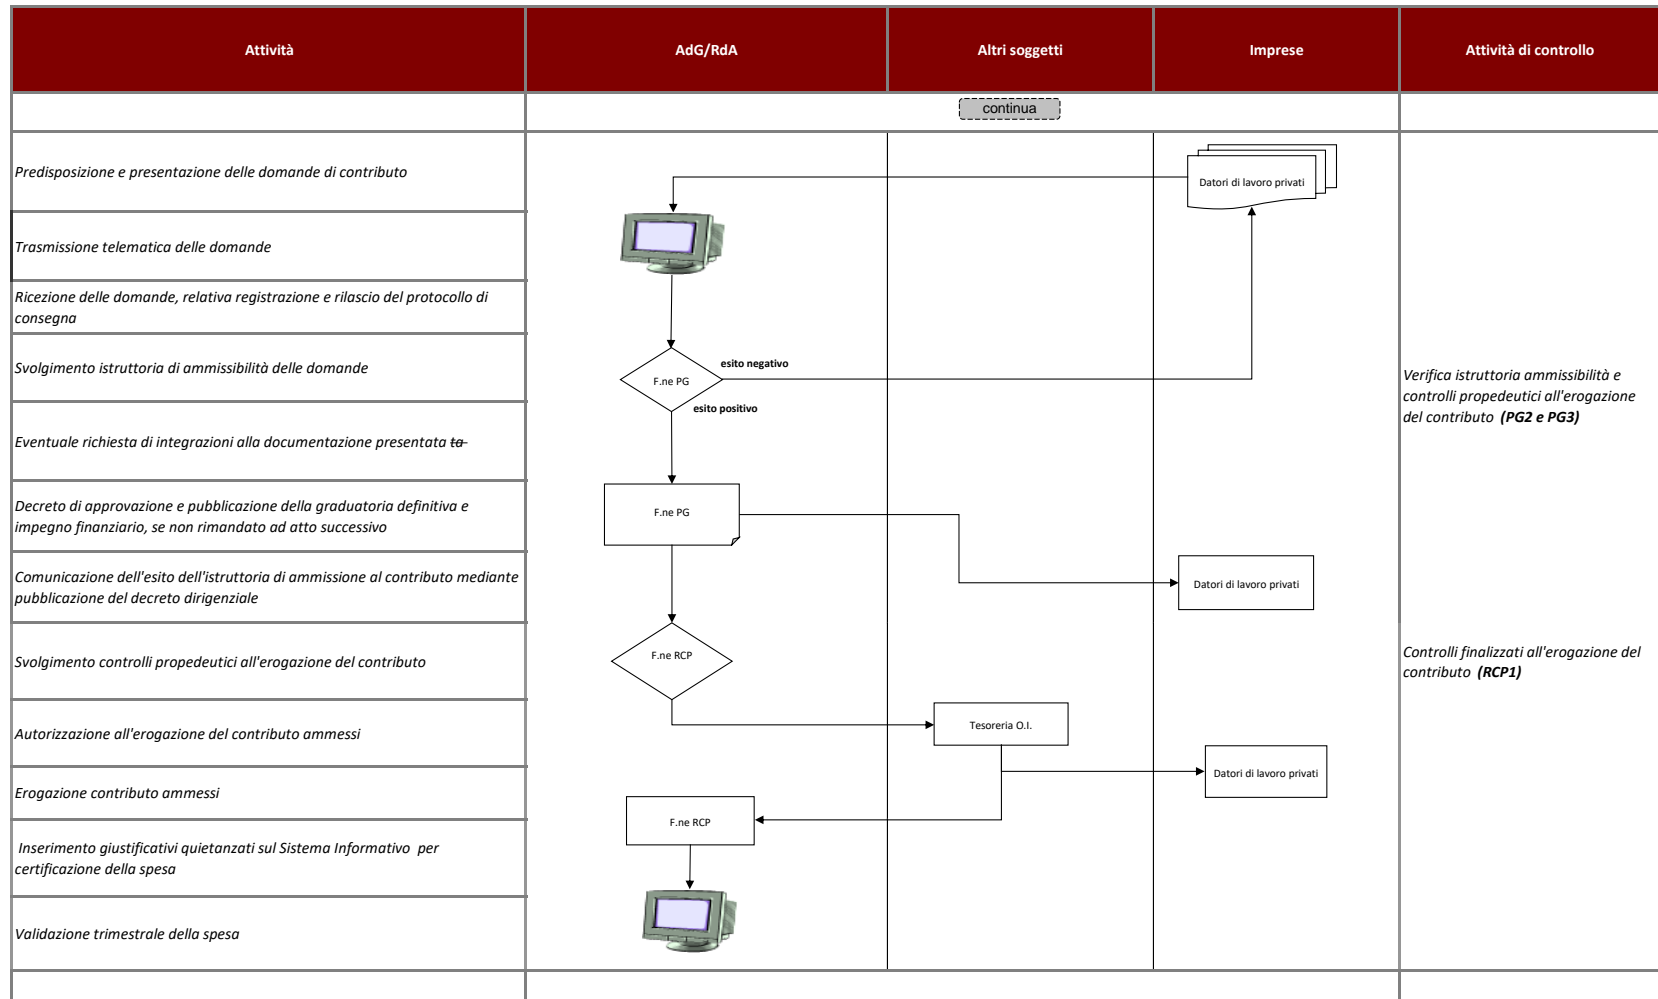 Attività
AdG/RdA
Altri soggetti
Imprese
Attività di controllo
continua
Predisposizione e presentazione delle domande di contributo
Datori di lavoro privati
Trasmissione telematica delle domande
Ricezione delle domande, relativa registrazione e rilascio del protocollo di
consegna
Svolgimento istruttoria di ammissibilità delle domande
F.ne PG
esito negativo
esito positivo
Verifica istruttoria ammissibilità e
controlli propedeutici all'erogazione
del contributo (PG2 e PG3)
Eventuale richiesta di integrazioni alla documentazione presentata ta
Decreto di approvazione e pubblicazione della graduatoria definitiva e
impegno finanziario, se non rimandato ad atto successivo
F.ne PG
Comunicazione dell'esito dell'istruttoria di ammissione al contributo mediante
pubblicazione del decreto dirigenziale
Datori di lavoro privati
Svolgimento controlli propedeutici all'erogazione del contributo
F.ne RCP
Controlli finalizzati all'erogazione del
contributo (RCP1)
Autorizzazione all'erogazione del contributo ammessi
Tesoreria O.I.
Erogazione contributo ammessi
Datori di lavoro privati
F.ne RCP
Inserimento giustificativi quietanzati sul Sistema Informativo per
certificazione della spesa
Validazione trimestrale della spesa